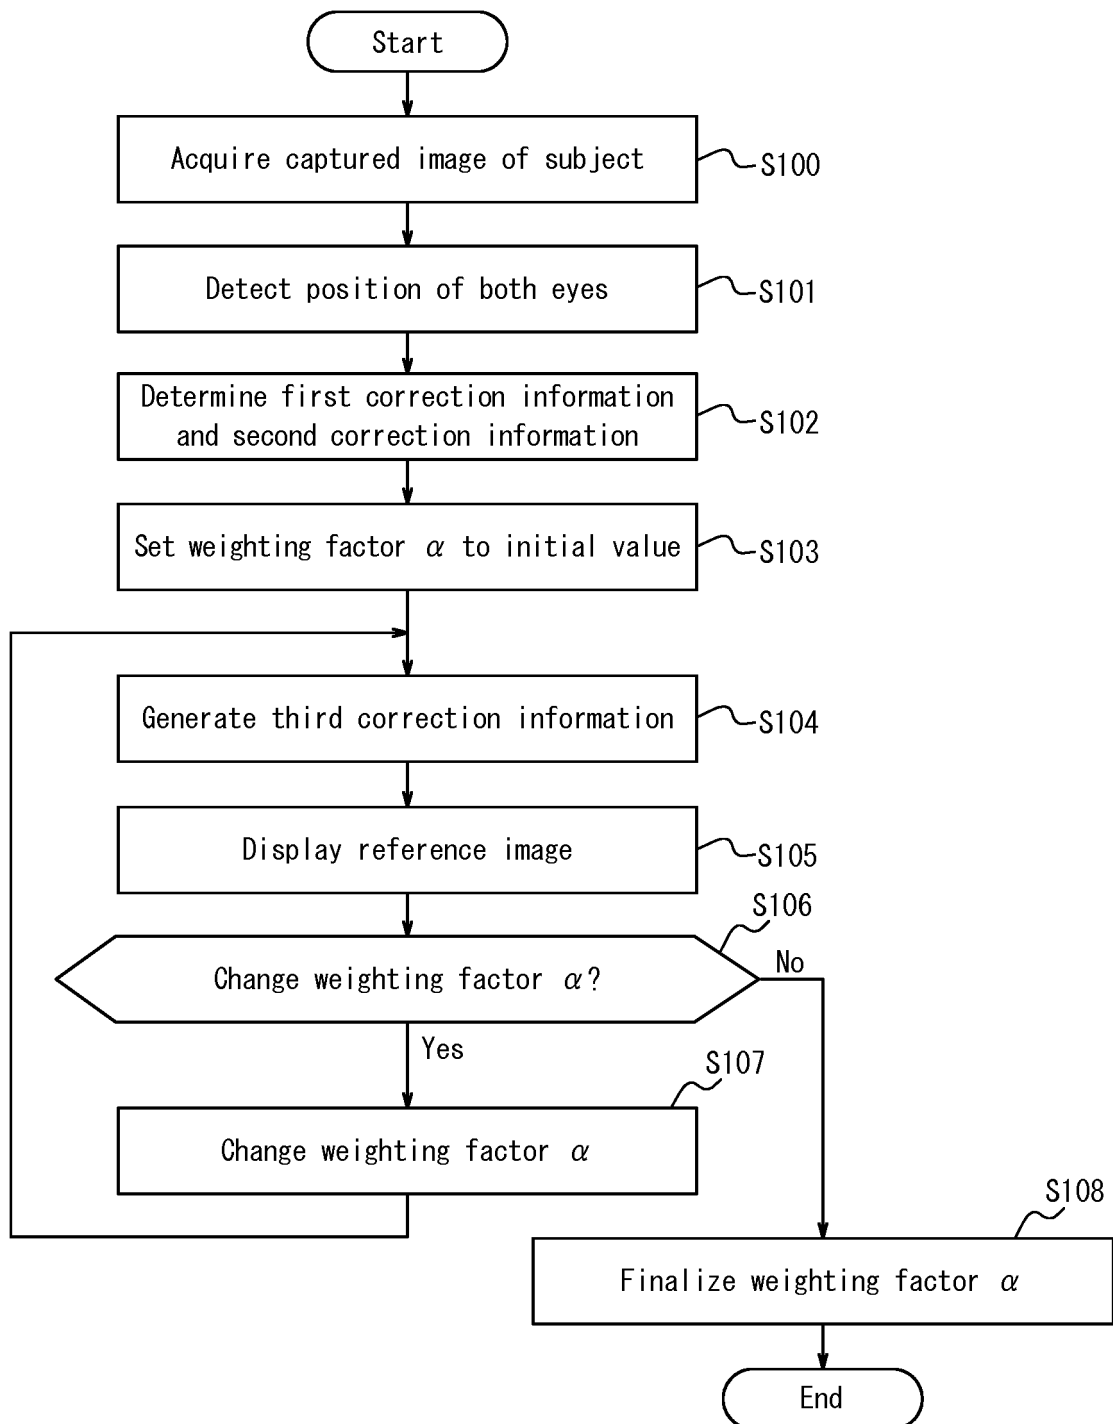 Start
Acquire captured image of subject
S100
Detect position of both eyes
S101
Determine first correction information
and second correction information
S102
Set weighting factor α to initial value
S103
Generate third correction information
S104
Display reference image
S105
S106
Change weighting factor α?
No
Yes
S107
Change weighting factor α
S108
Finalize weighting factor α
End